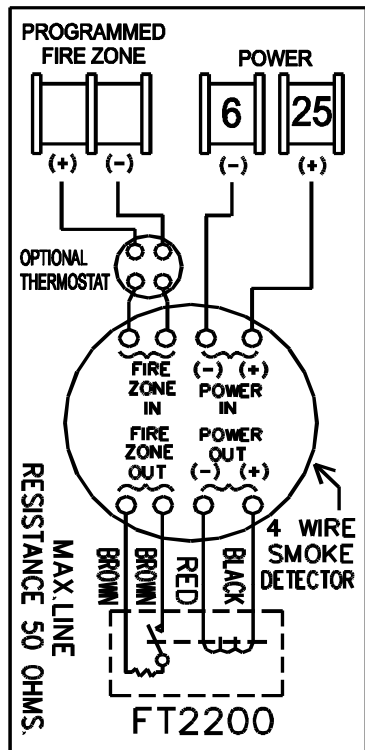 PROGRAMMED
FIRE ZONE
POWER
6
25
(+)
(-)
(-)
(+)
OPTIONAL
THERMOSTAT
FIRE
ZONE
IN
(-)
(+)
POWER
IN
FIRE
ZONE
OUT
POWER
OUT
(-)
(+)
4 WIRE
SMOKE
DETECTOR
BROWN
BROWN
RED
BLACK
MAX.LINE
RESISTANCE 50 OHMS.
FT2200